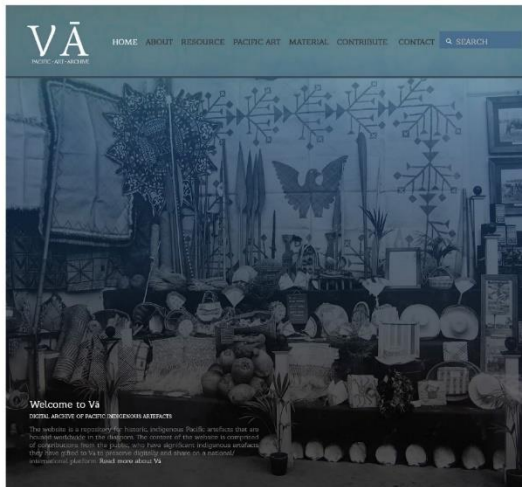 VĀ
PACIFIC - ART - ARCHIVE
HOME ABOUT RESOURCE PACIFIC ART MATERIAL CONTRIBUTE CONTACT SEARCH
Welcome to Vā
DIGITAL ARCHIVE OF PACIFIC INDIGENOUS ARTEFACTS
The website is a repository for historic, indigenous Pacific artefacts that are
housed worldwide in the diaspora. The content of the website is comprised
of contributions from the public, who have significant indigenous artefacts
they have gifted to Vā to preserve digitally and share on a national/
international platform. Read more about Vā